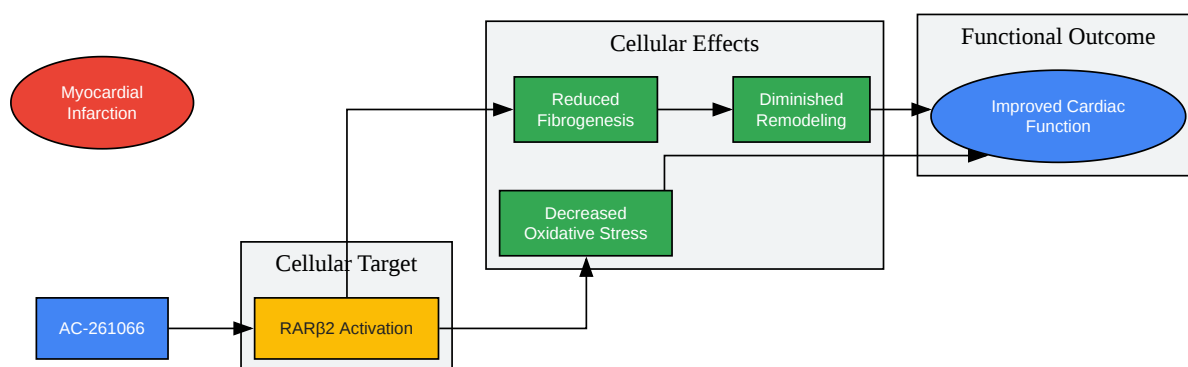 Cellular Effects
Functional Outcome
Myocardial
Infarction
Reduced
Fibrogenesis
Diminished
Remodeling
Improved Cardiac
Function
Decreased
Oxidative Stress
Cellular Target
AC-261066
RARβ2 Activation